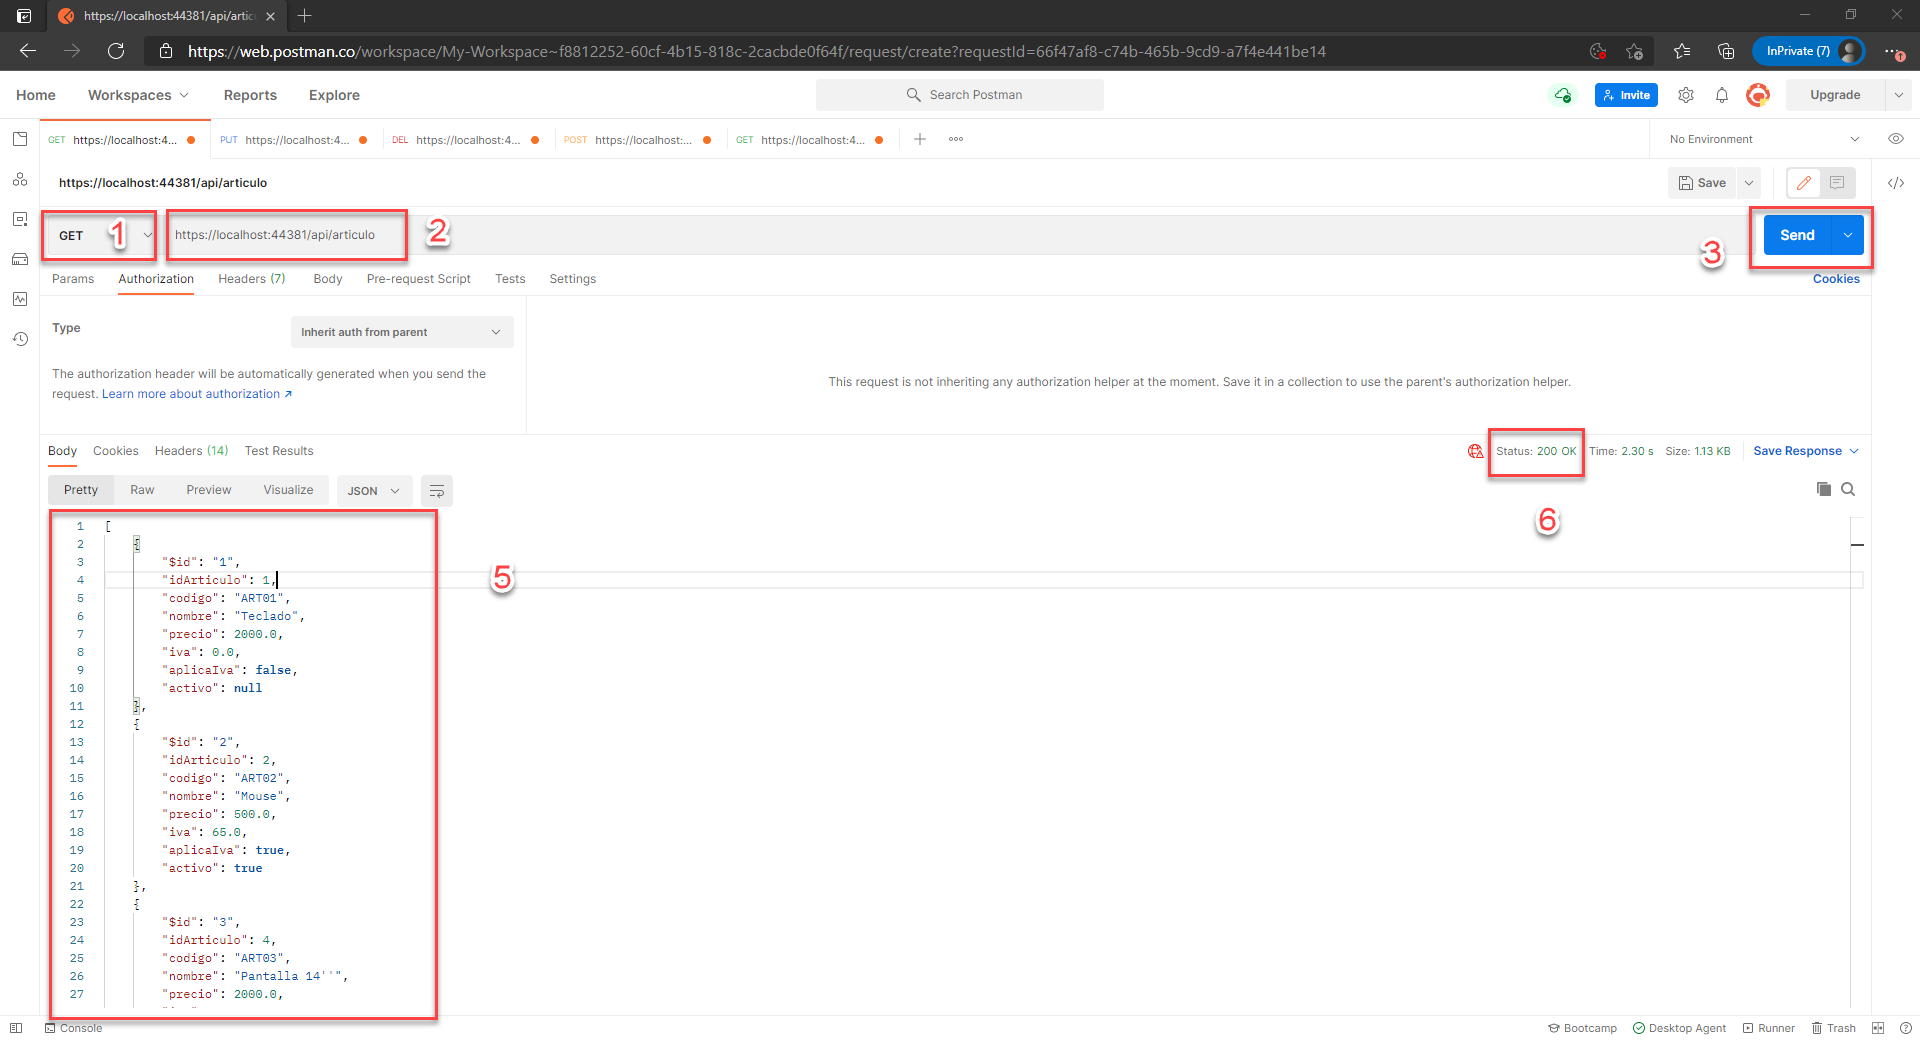 https://localhost:44381/api/artic
https://web.postman.co/workspace/My-Workspace~f8812252-60cf-4b15-818c-2cacbde0f64f/request/create?requestId=66f47af8-c74b-465b-9cd9-a7f4e441be14
InPrivate (7)
1
Home Workspaces Reports Explore
Search Postman
Invite
Upgrade
GET https://localhost:4...
PUT https://localhost:4...
DEL https://localhost:4...
POST https://localhost:...
GET https://localhost:4...
No Environment
https://localhost:44381/api/articulo
Save
GET 1 https://localhost:44381/api/articulo 2
3 Send
Params Authorization Headers (7) Body Pre-request Script Tests Settings
Cookies
Type
Inherit auth from parent
The authorization header will be automatically generated when you send the
request. Learn more about authorization ↗
This request is not inheriting any authorization helper at the moment. Save it in a collection to use the parent's authorization helper.
Body Cookies Headers (14) Test Results
Status: 200 OK Time: 2.30 s Size: 1.13 KB Save Response
6
Pretty Raw Preview Visualize JSON
5
1 [
2 {
3 "$id": "1",
4 "idArticulo": 1,
5 "codigo": "ART01",
6 "nombre": "Teclado",
7 "precio": 2000.0,
8 "iva": 0.0,
9 "aplicaIva": false,
10 "activo": null
11 },
12 {
13 "$id": "2",
14 "idArticulo": 2,
15 "codigo": "ART02",
16 "nombre": "Mouse",
17 "precio": 500.0,
18 "iva": 65.0,
19 "aplicaIva": true,
20 "activo": true
21 },
22 {
23 "$id": "3",
24 "idArticulo": 4,
25 "codigo": "ART03",
26 "nombre": "Pantalla 14''",
27 "precio": 2000.0,
Console
Bootcamp Desktop Agent Runner Trash